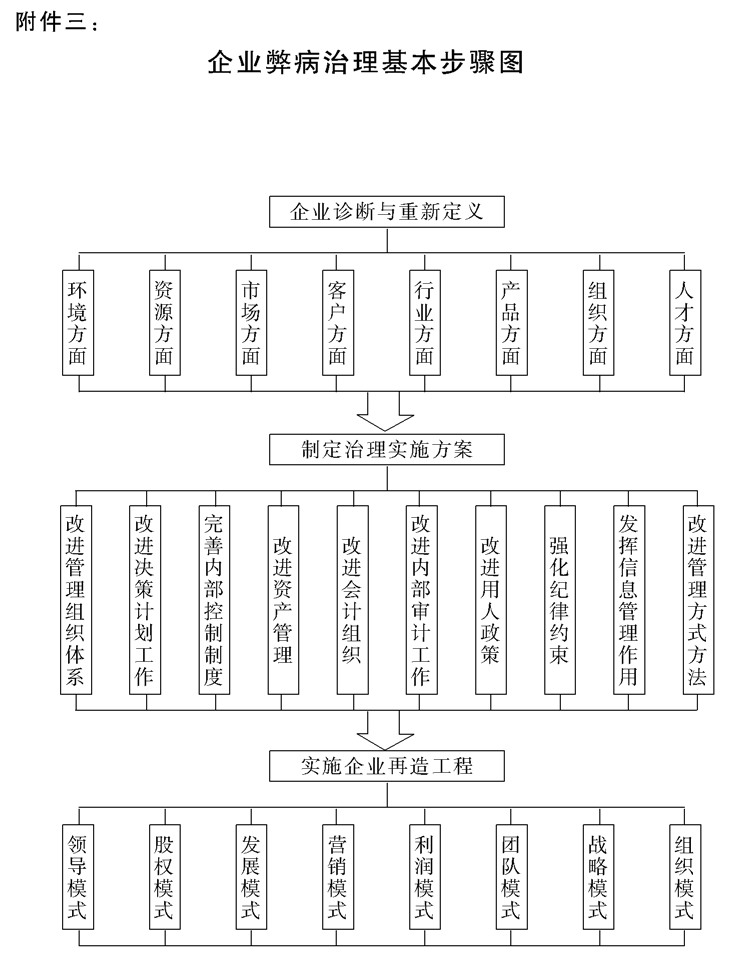 附件三：
企业弊病治理基本步骤图
企业诊断与重新定义
环境方面
资源方面
市场方面
客户方面
行业方面
产品方面
组织方面
人才方面
制定治理实施方案
改进管理组织体系
改进决策计划工作
完善内部控制制度
改进资产管理
改进会计组织
改进内部审计工作
改进用人政策
强化纪律约束
发挥信息管理作用
改进管理方式方法
实施企业再造工程
领导模式
股权模式
发展模式
营销模式
利润模式
团队模式
战略模式
组织模式